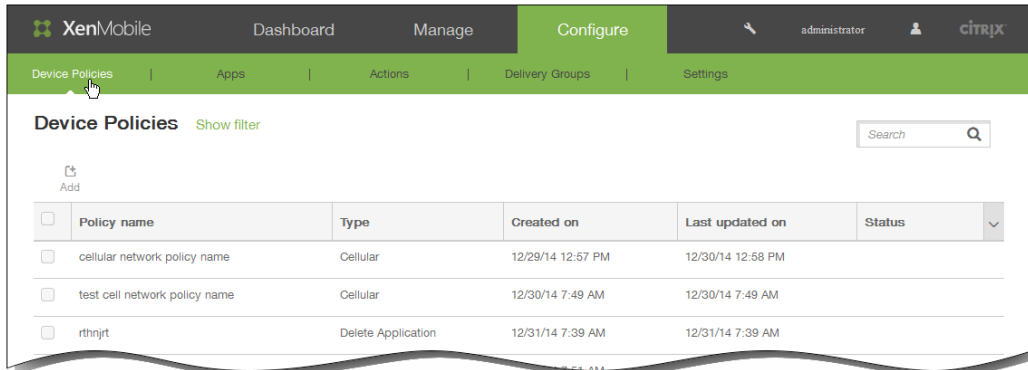 XenMobile Dashboard Manage Configure administrator CITRIX
Device Policies | Apps | Actions | Delivery Groups | Settings
Device Policies Show filter
Search
Add
Policy name Type Created on Last updated on Status
cellular network policy name Cellular 12/29/14 12:57 PM 12/30/14 12:58 PM
test cell network policy name Cellular 12/30/14 7:49 AM 12/30/14 7:49 AM
rthnjrt Delete Application 12/31/14 7:39 AM 12/31/14 7:39 AM